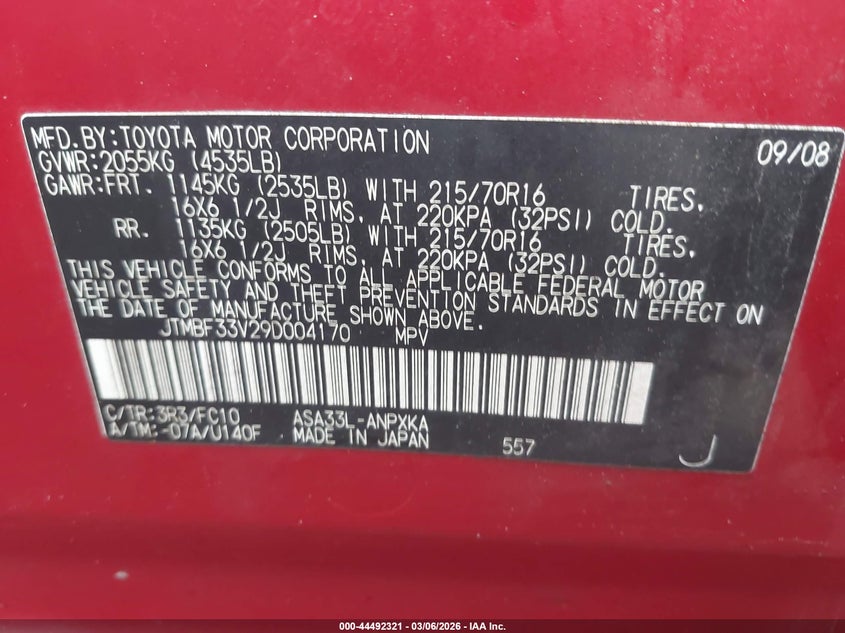 MFD.BY:TOYOTA MOTOR CORPORATION 09/08
GVWR:2055KG (4535LB)
GAWR:FRT. 1145KG (2535LB) WITH 215/70R16 TIRES,
16X6 1/2J RIMS, AT 220KPA (32PSI) COLD.
RR. 1135KG (2505LB) WITH 215/70R16 TIRES,
16X6 1/2J RIMS, AT 220KPA (32PSI) COLD.
THIS VEHICLE CONFORMS TO ALL APPLICABLE FEDERAL MOTOR
VEHICLE SAFETY AND THEFT PREVENTION STANDARDS IN EFFECT ON
THE DATE OF MANUFACTURE SHOWN ABOVE.
JTMBF33V29D004170 MPV
C/TR:3R3/FC10 ASA33L-ANPXKA
A/TM:-07A/U140F MADE IN JAPAN 557 J
000-44492321 - 03/06/2026 - IAA Inc.